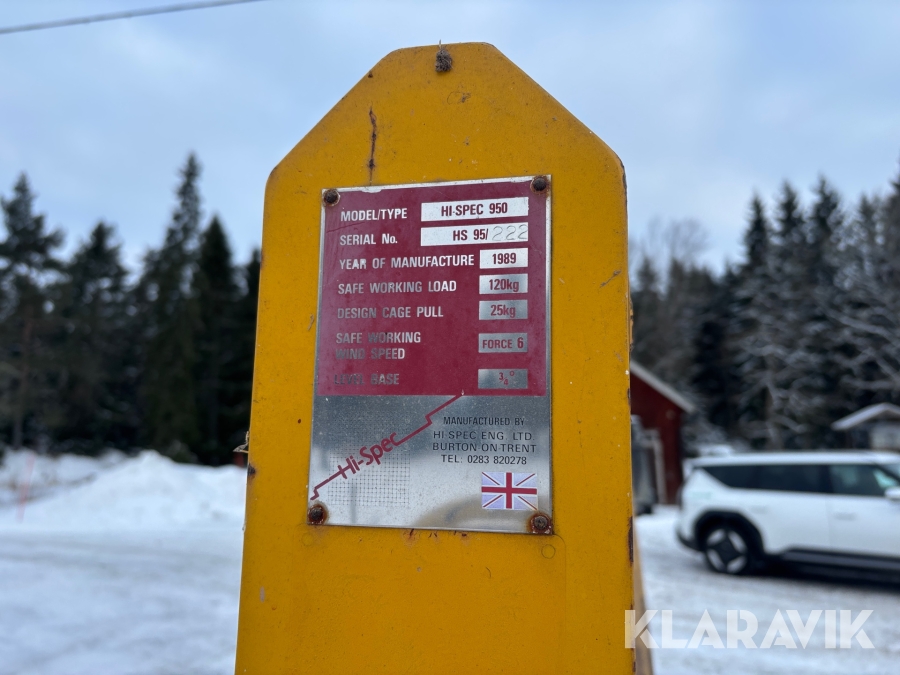 KLARAVIK
MODEL/TYPE HI-SPEC 950
SERIAL No. HS 95/222
YEAR OF MANUFACTURE 1989
SAFE WORKING LOAD 120kg
DESIGN CAGE PULL 25kg
SAFE WORKING WIND SPEED FORCE 6
BASE
MANUFACTURED BY
Hi-Spec
HI SPEC ENG. LTD
BURTON-ON-TRENT
TEL: 0283 820278
KLARAVIK